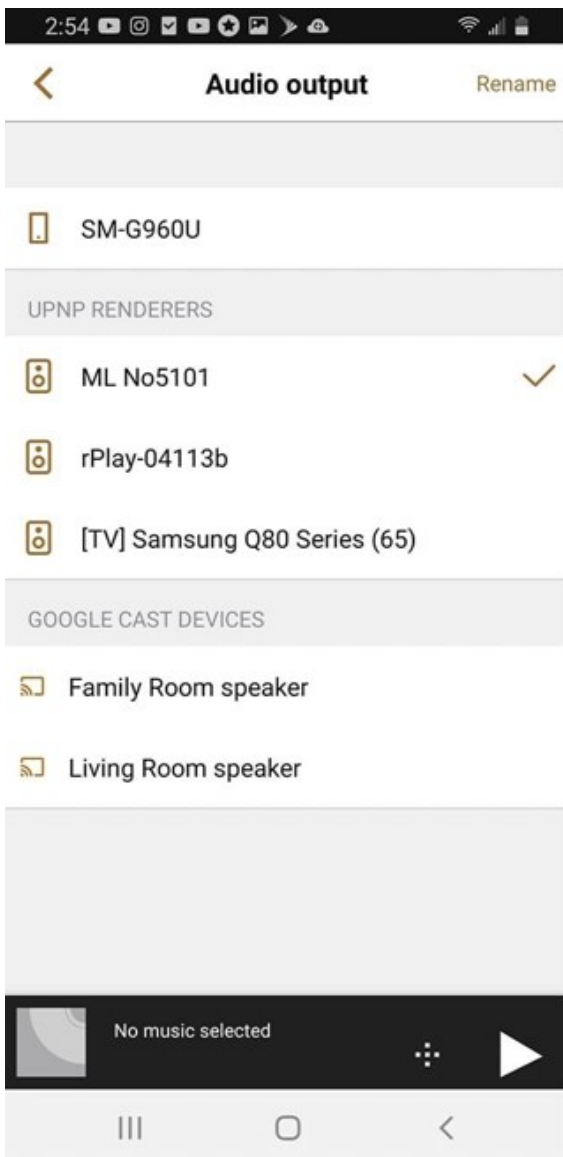 2:54
Audio output
Rename
SM-G960U
UPNP RENDERERS
ML No5101
rPlay-04113b
[TV] Samsung Q80 Series (65)
GOOGLE CAST DEVICES
Family Room speaker
Living Room speaker
No music selected